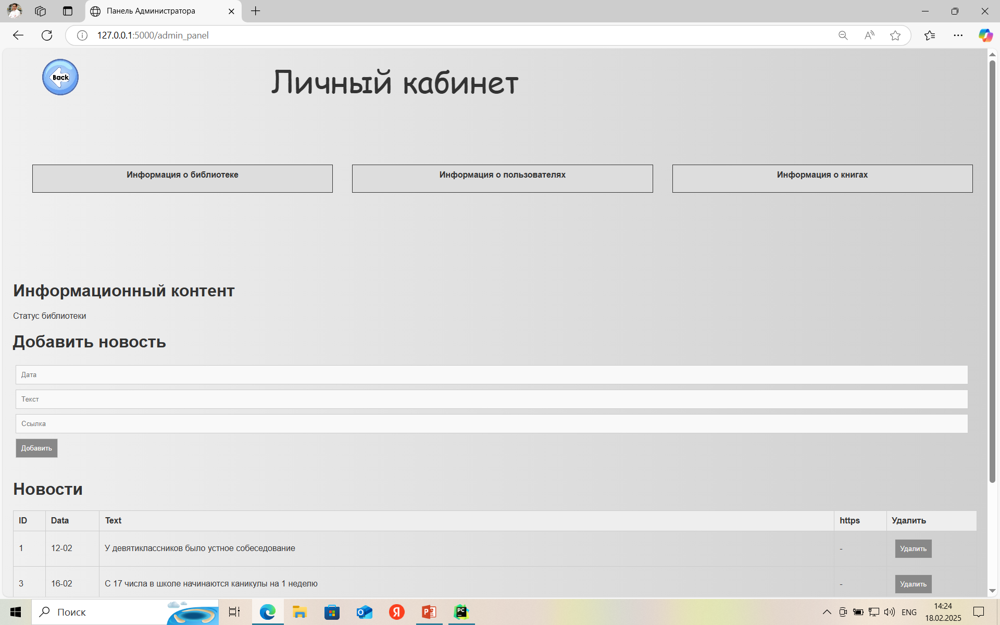 Панель Администратора
127.0.0.1:5000/admin_panel
Back
Личный кабинет
Информация о библиотеке
Информация о пользователях
Информация о книгах
Информационный контент
Статус библиотеки
Добавить новость
Дата
Текст
Ссылка
Добавить
Новости
ID Data Text https Удалить
1 12-02 У девятиклассников было устное собеседование - Удалить
3 16-02 С 17 числа в школе начинаются каникулы на 1 неделю - Удалить
Поиск
ENG
14:24
18.02.2025